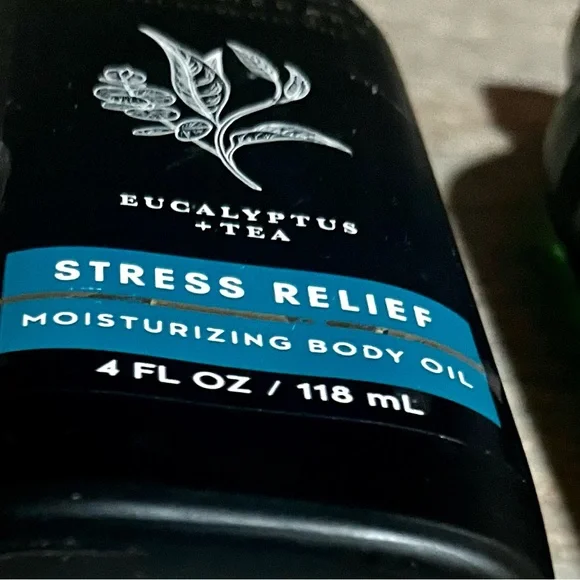 EUCALYPTUS
+ TEA
STRESS RELIEF
MOISTURIZING BODY OIL
4 FL OZ / 118 mL